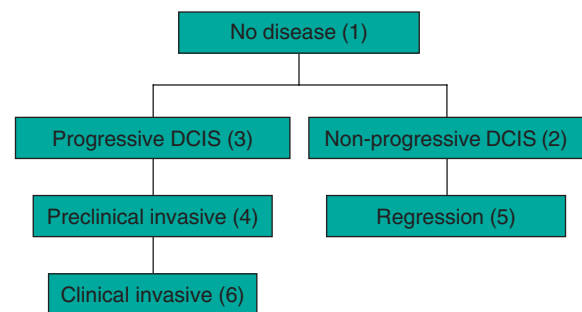 No disease (1)
Progressive DCIS (3)
Non-progressive DCIS (2)
Preclinical invasive (4)
Regression (5)
Clinical invasive (6)